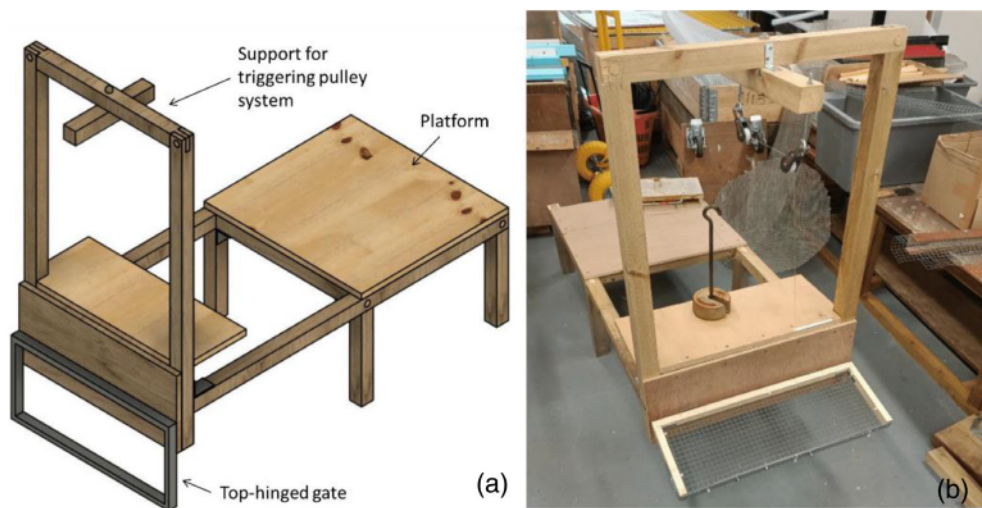 Support for
triggering pulley
system
Platform
Top-hinged gate
(a)
(b)